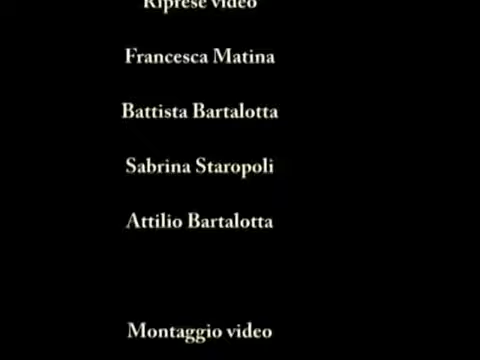 Riprese video
Francesca Matina
Battista Bartalotta
Sabrina Staropoli
Attilio Bartalotta
Montaggio video